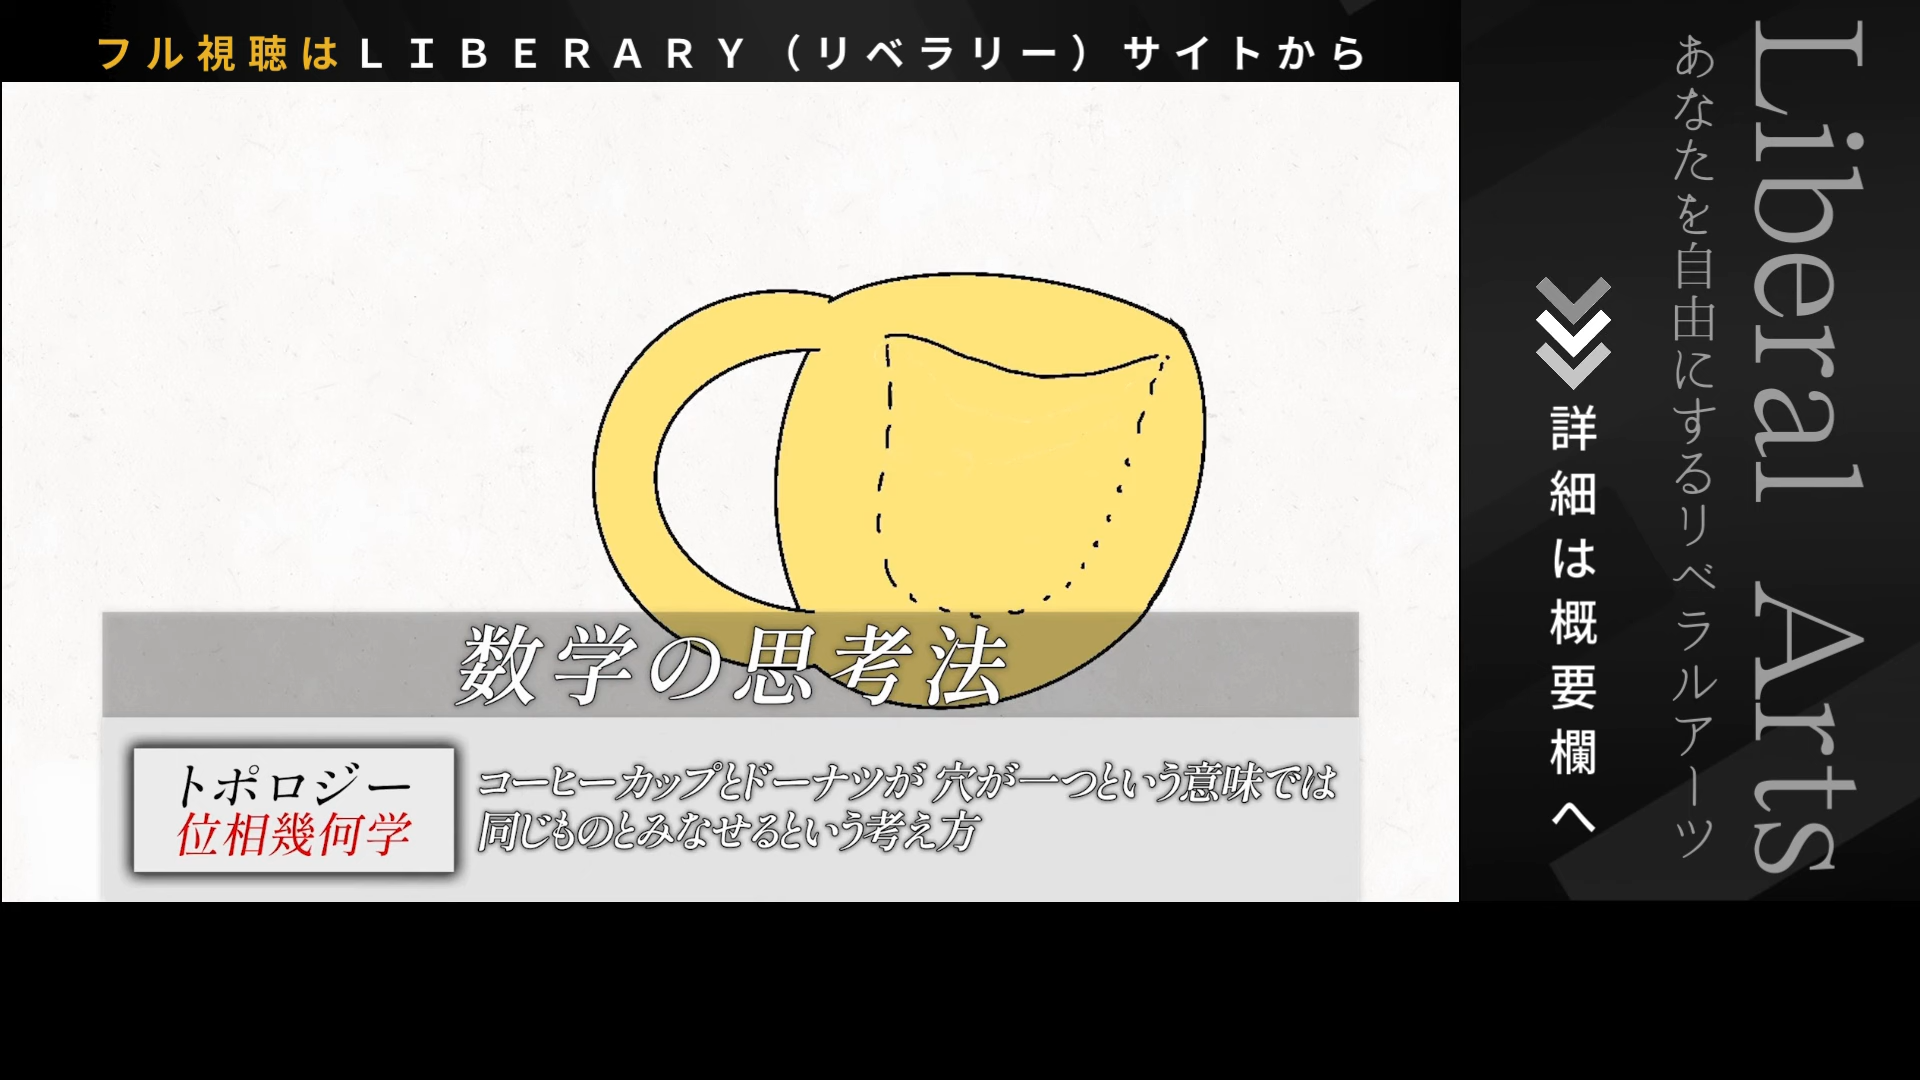 フル視聴はＬＩＢＥＲＡＲＹ（リベラリー）サイトから
数学の思考法
トポロジー
位相幾何学
コーヒーカップとドーナツが 穴が一つという意味では
同じものとみなせるという考え方
詳細は概要欄へ
あなたを自由にするリベラルアーツ
Liberal Arts